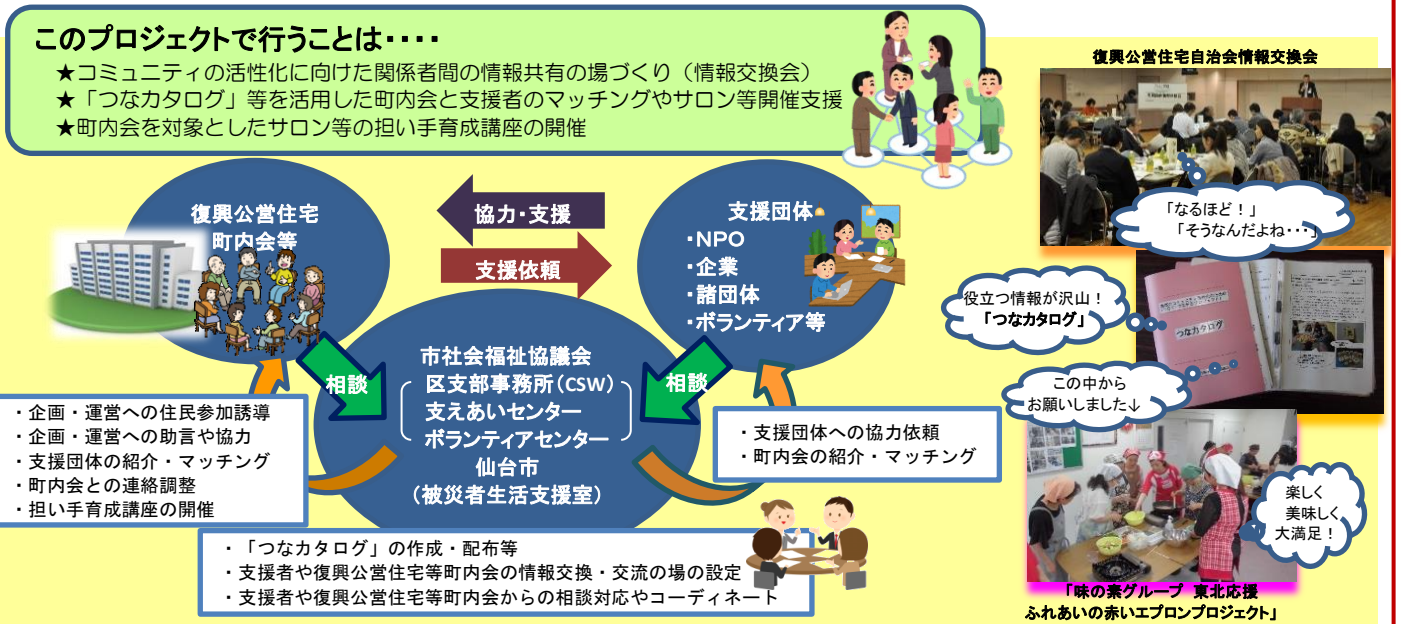 このプロジェクトで行うことは・・・・
★コミュニティの活性化に向けた関係者間の情報共有の場づくり（情報交換会）
★「つなカタログ」等を活用した町内会と支援者のマッチングやサロン等開催支援
★町内会を対象としたサロン等の担い手育成講座の開催
復興公営住宅
町内会等
協力・支援
支援依頼
支援団体
・NPO
・企業
・諸団体
・ボランティア等
相談
相談
市社会福祉協議会
区支部事務所（CSW）
支えあいセンター
ボランティアセンター
仙台市
（被災者生活支援室）
・企画・運営への住民参加誘導
・企画・運営への助言や協力
・支援団体の紹介・マッチング
・町内会との連絡調整
・担い手育成講座の開催
・支援団体への協力依頼
・町内会の紹介・マッチング
・「つなカタログ」の作成・配布等
・支援者や復興公営住宅等町内会の情報交換・交流の場の設定
・支援者や復興公営住宅等町内会からの相談対応やコーディネート
復興公営住宅自治会情報交換会
「なるほど！」
「そうなんだよね・・・」
役立つ情報が沢山！
「つなカタログ」
つなカタログ
この中から
お願いしました↓
楽しく
美味しく
大満足！
「味の素グループ 東北応援
ふれあいの赤いエプロンプロジェクト」